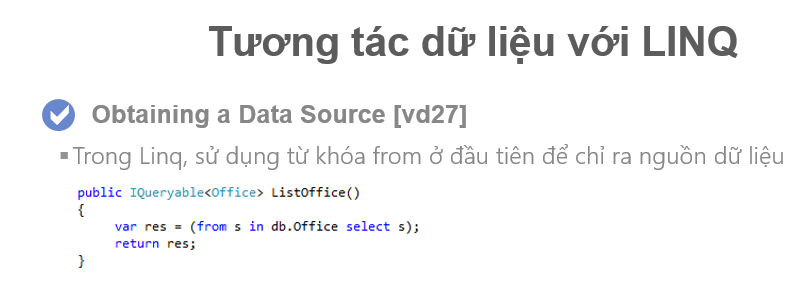 Tương tác dữ liệu với LINQ
Obtaining a Data Source [vd27]
Trong Linq, sử dụng từ khóa from ở đầu tiên để chỉ ra nguồn dữ liệu
public IQueryable<Office> ListOffice()
{
var res = (from s in db.Office select s);
return res;
}